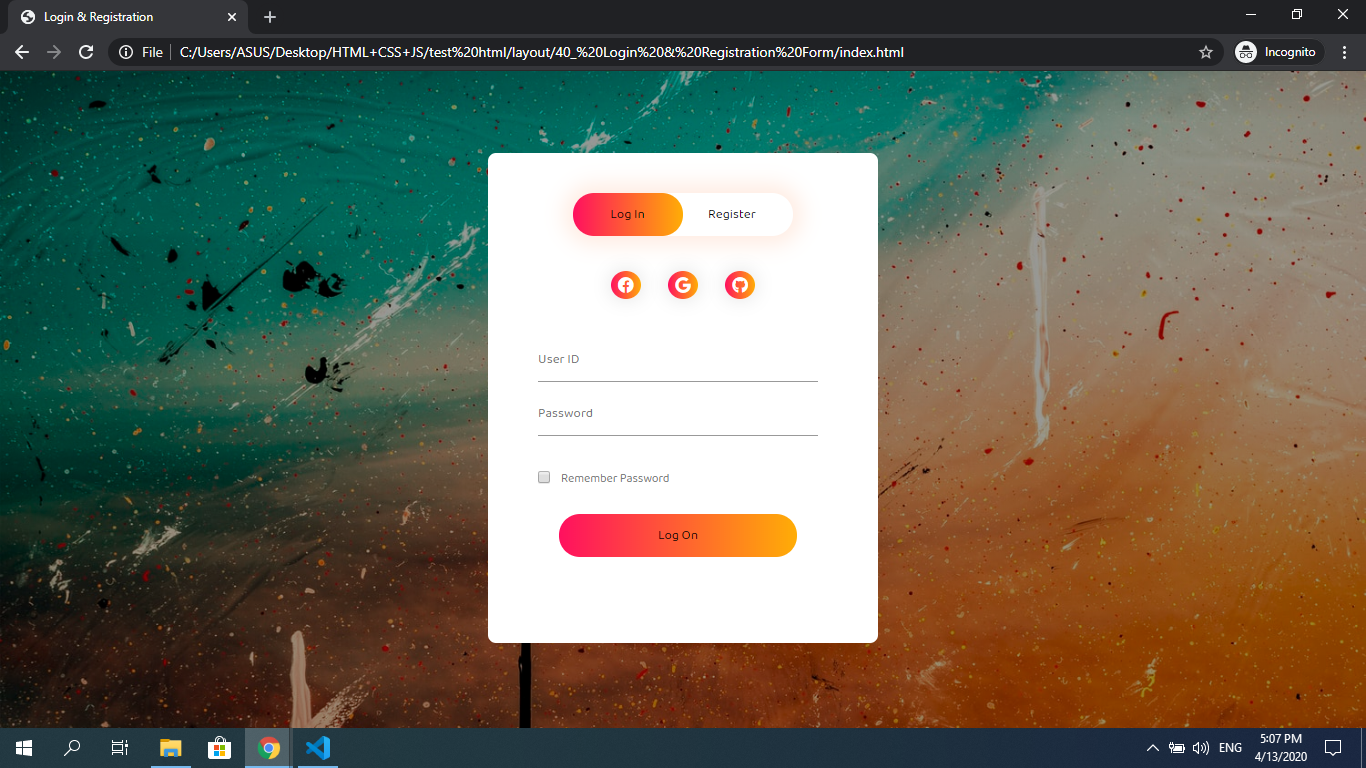 Login & Registration
File
C:/Users/ASUS/Desktop/HTML+CSS+JS/test%20html/layout/40_%20Login%20&%20Registration%20Form/index.html
Incognito
Log In
Register
User ID
Password
Remember Password
Log On
ENG
5:07 PM
4/13/2020